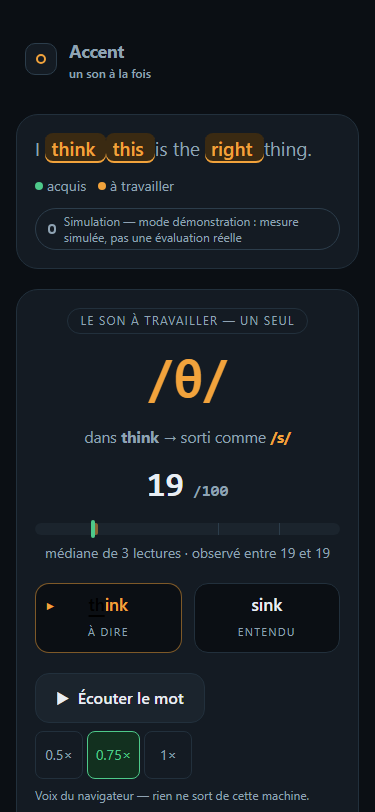 Accent
un son à la fois
I think this is the right thing.
acquis à travailler
Simulation — mode démonstration : mesure
simulée, pas une évaluation réelle
LE SON À TRAVAILLER — UN SEUL
/θ/
dans think → sorti comme /s/
19 /100
médiane de 3 lectures · observé entre 19 et 19
think
À DIRE
sink
ENTENDU
Écouter le mot
0.5×
0.75×
1×
Voix du navigateur — rien ne sort de cette machine.